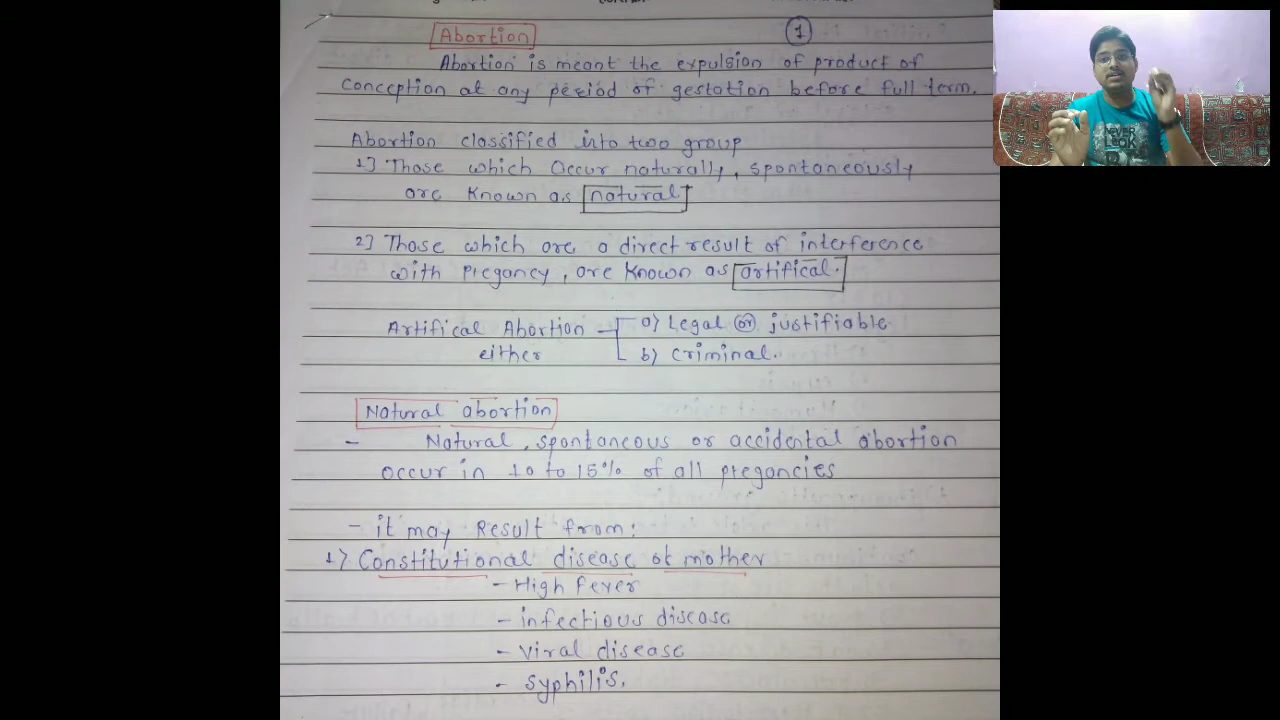 Abortion
1
Abortion is meant the expulsion of product of
conception at any period of gestation before full term.
Abortion classified into two group
1] Those which occur naturally, spontaneously
are known as natural
2] Those which are a direct result of interference
with pregancy, are known as artifical.
Artifical Abortion either
a) Legal or justifiable
b) criminal.
Natural abortion
- Natural, spontaneous or accidental abortion
occur in 10 to 15% of all pregancies
- it may Result from:
1) Constitutional disease of mother
- High fever
- infectious disease
- viral disease
- syphilis.
NEVER
LOOK